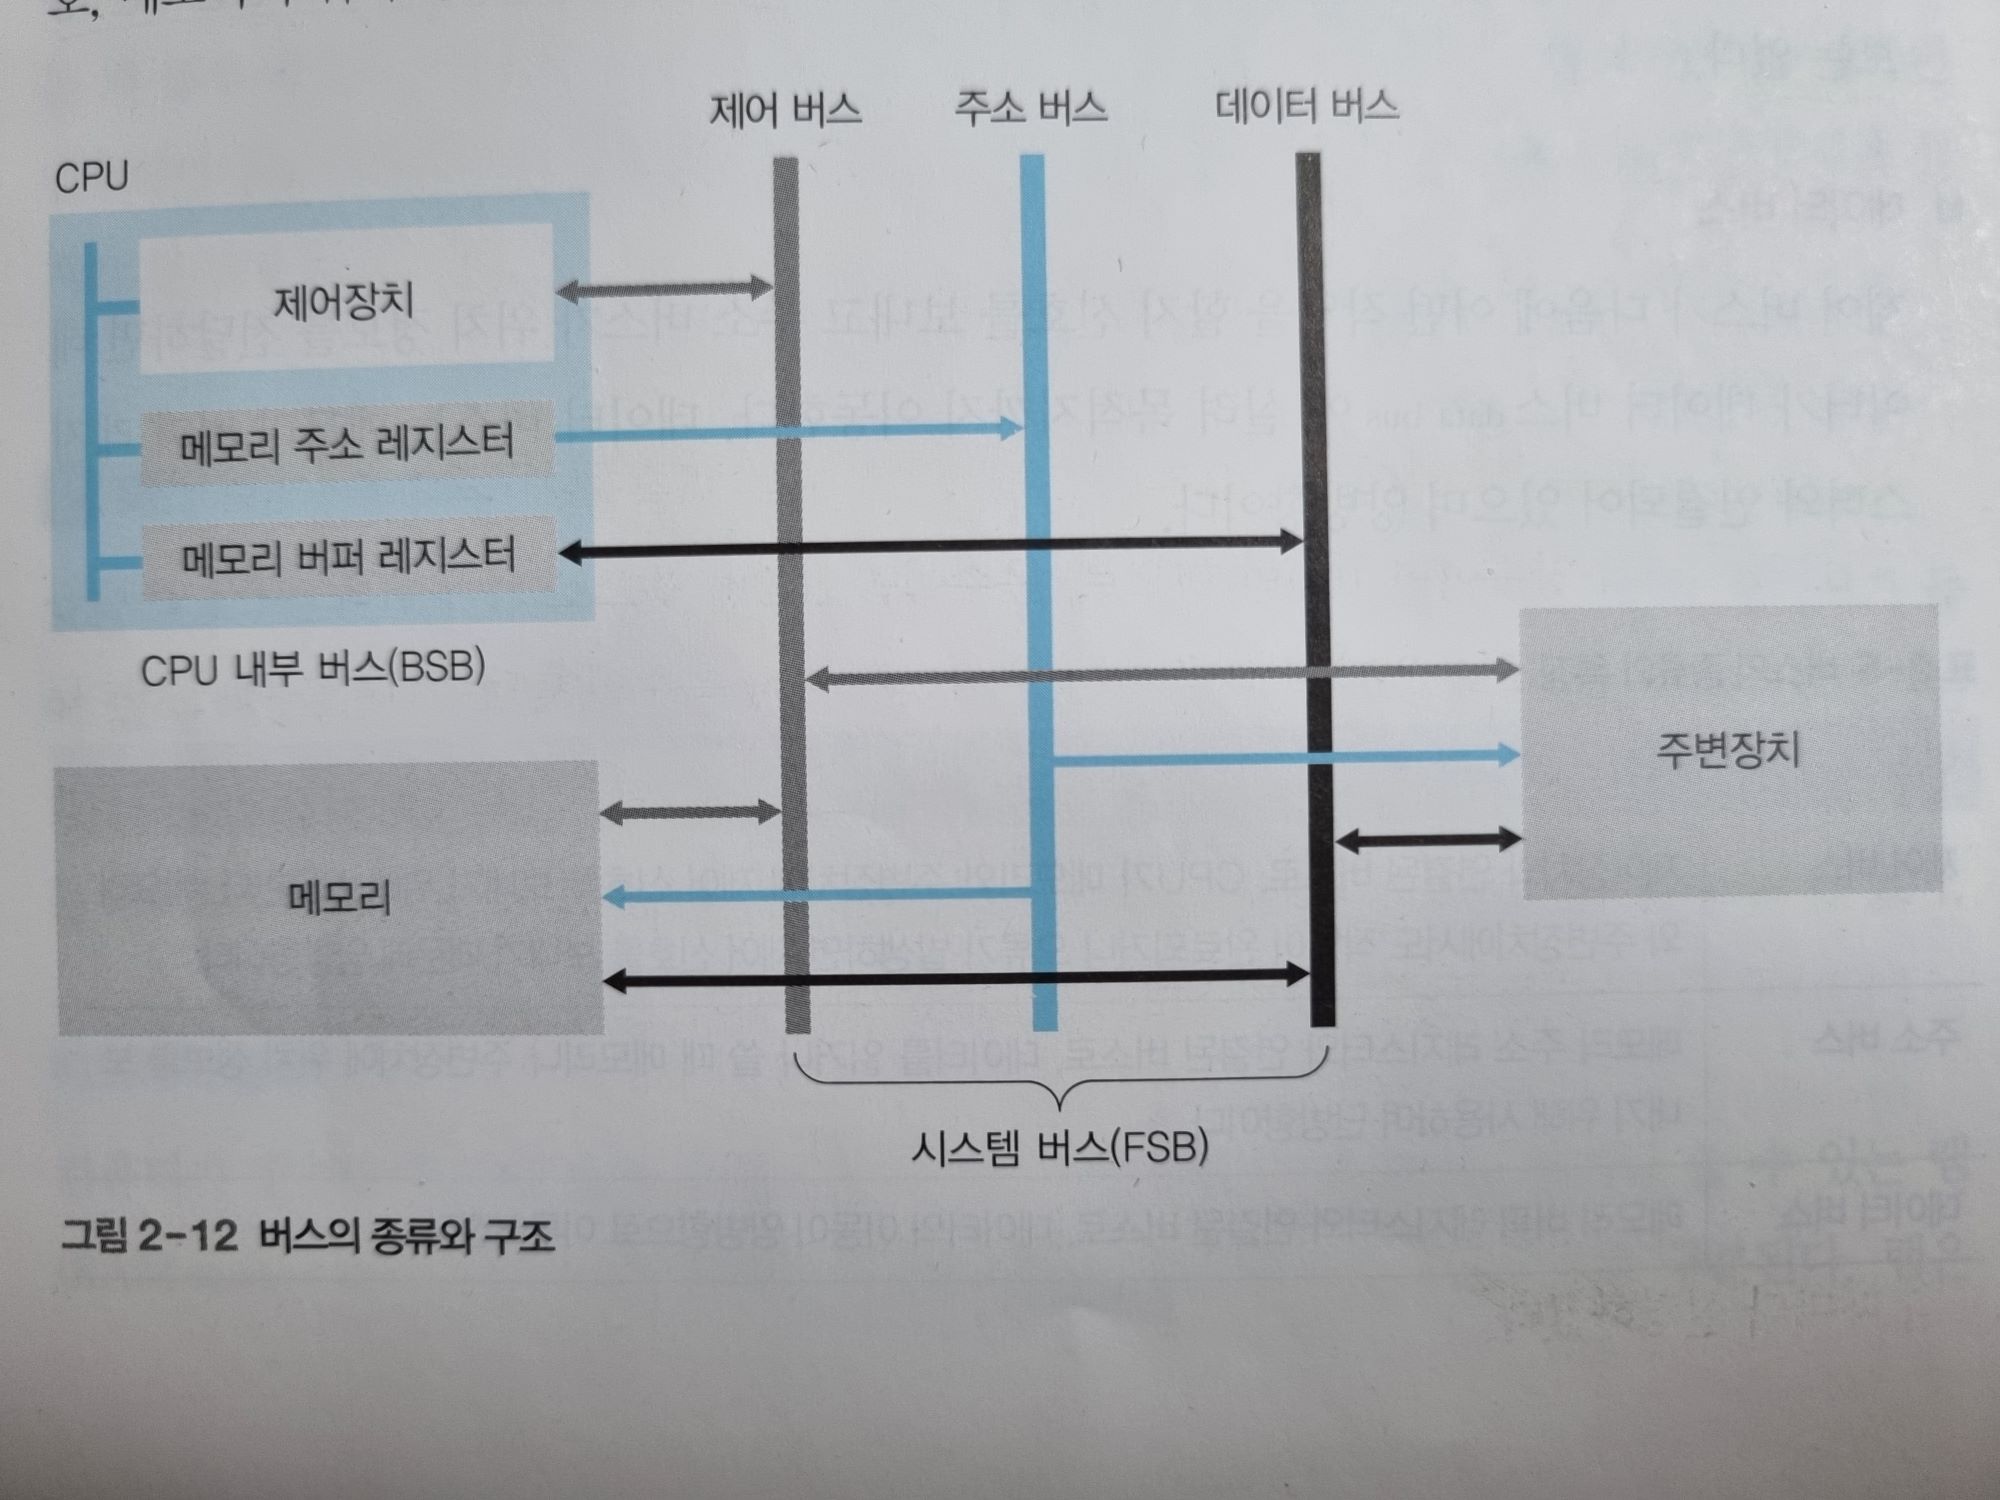 제어 버스
주소 버스
데이터 버스
CPU
제어장치
메모리 주소 레지스터
메모리 버퍼 레지스터
CPU 내부 버스(BSB)
주변장치
메모리
시스템 버스(FSB)
그림 2-12 버스의 종류와 구조